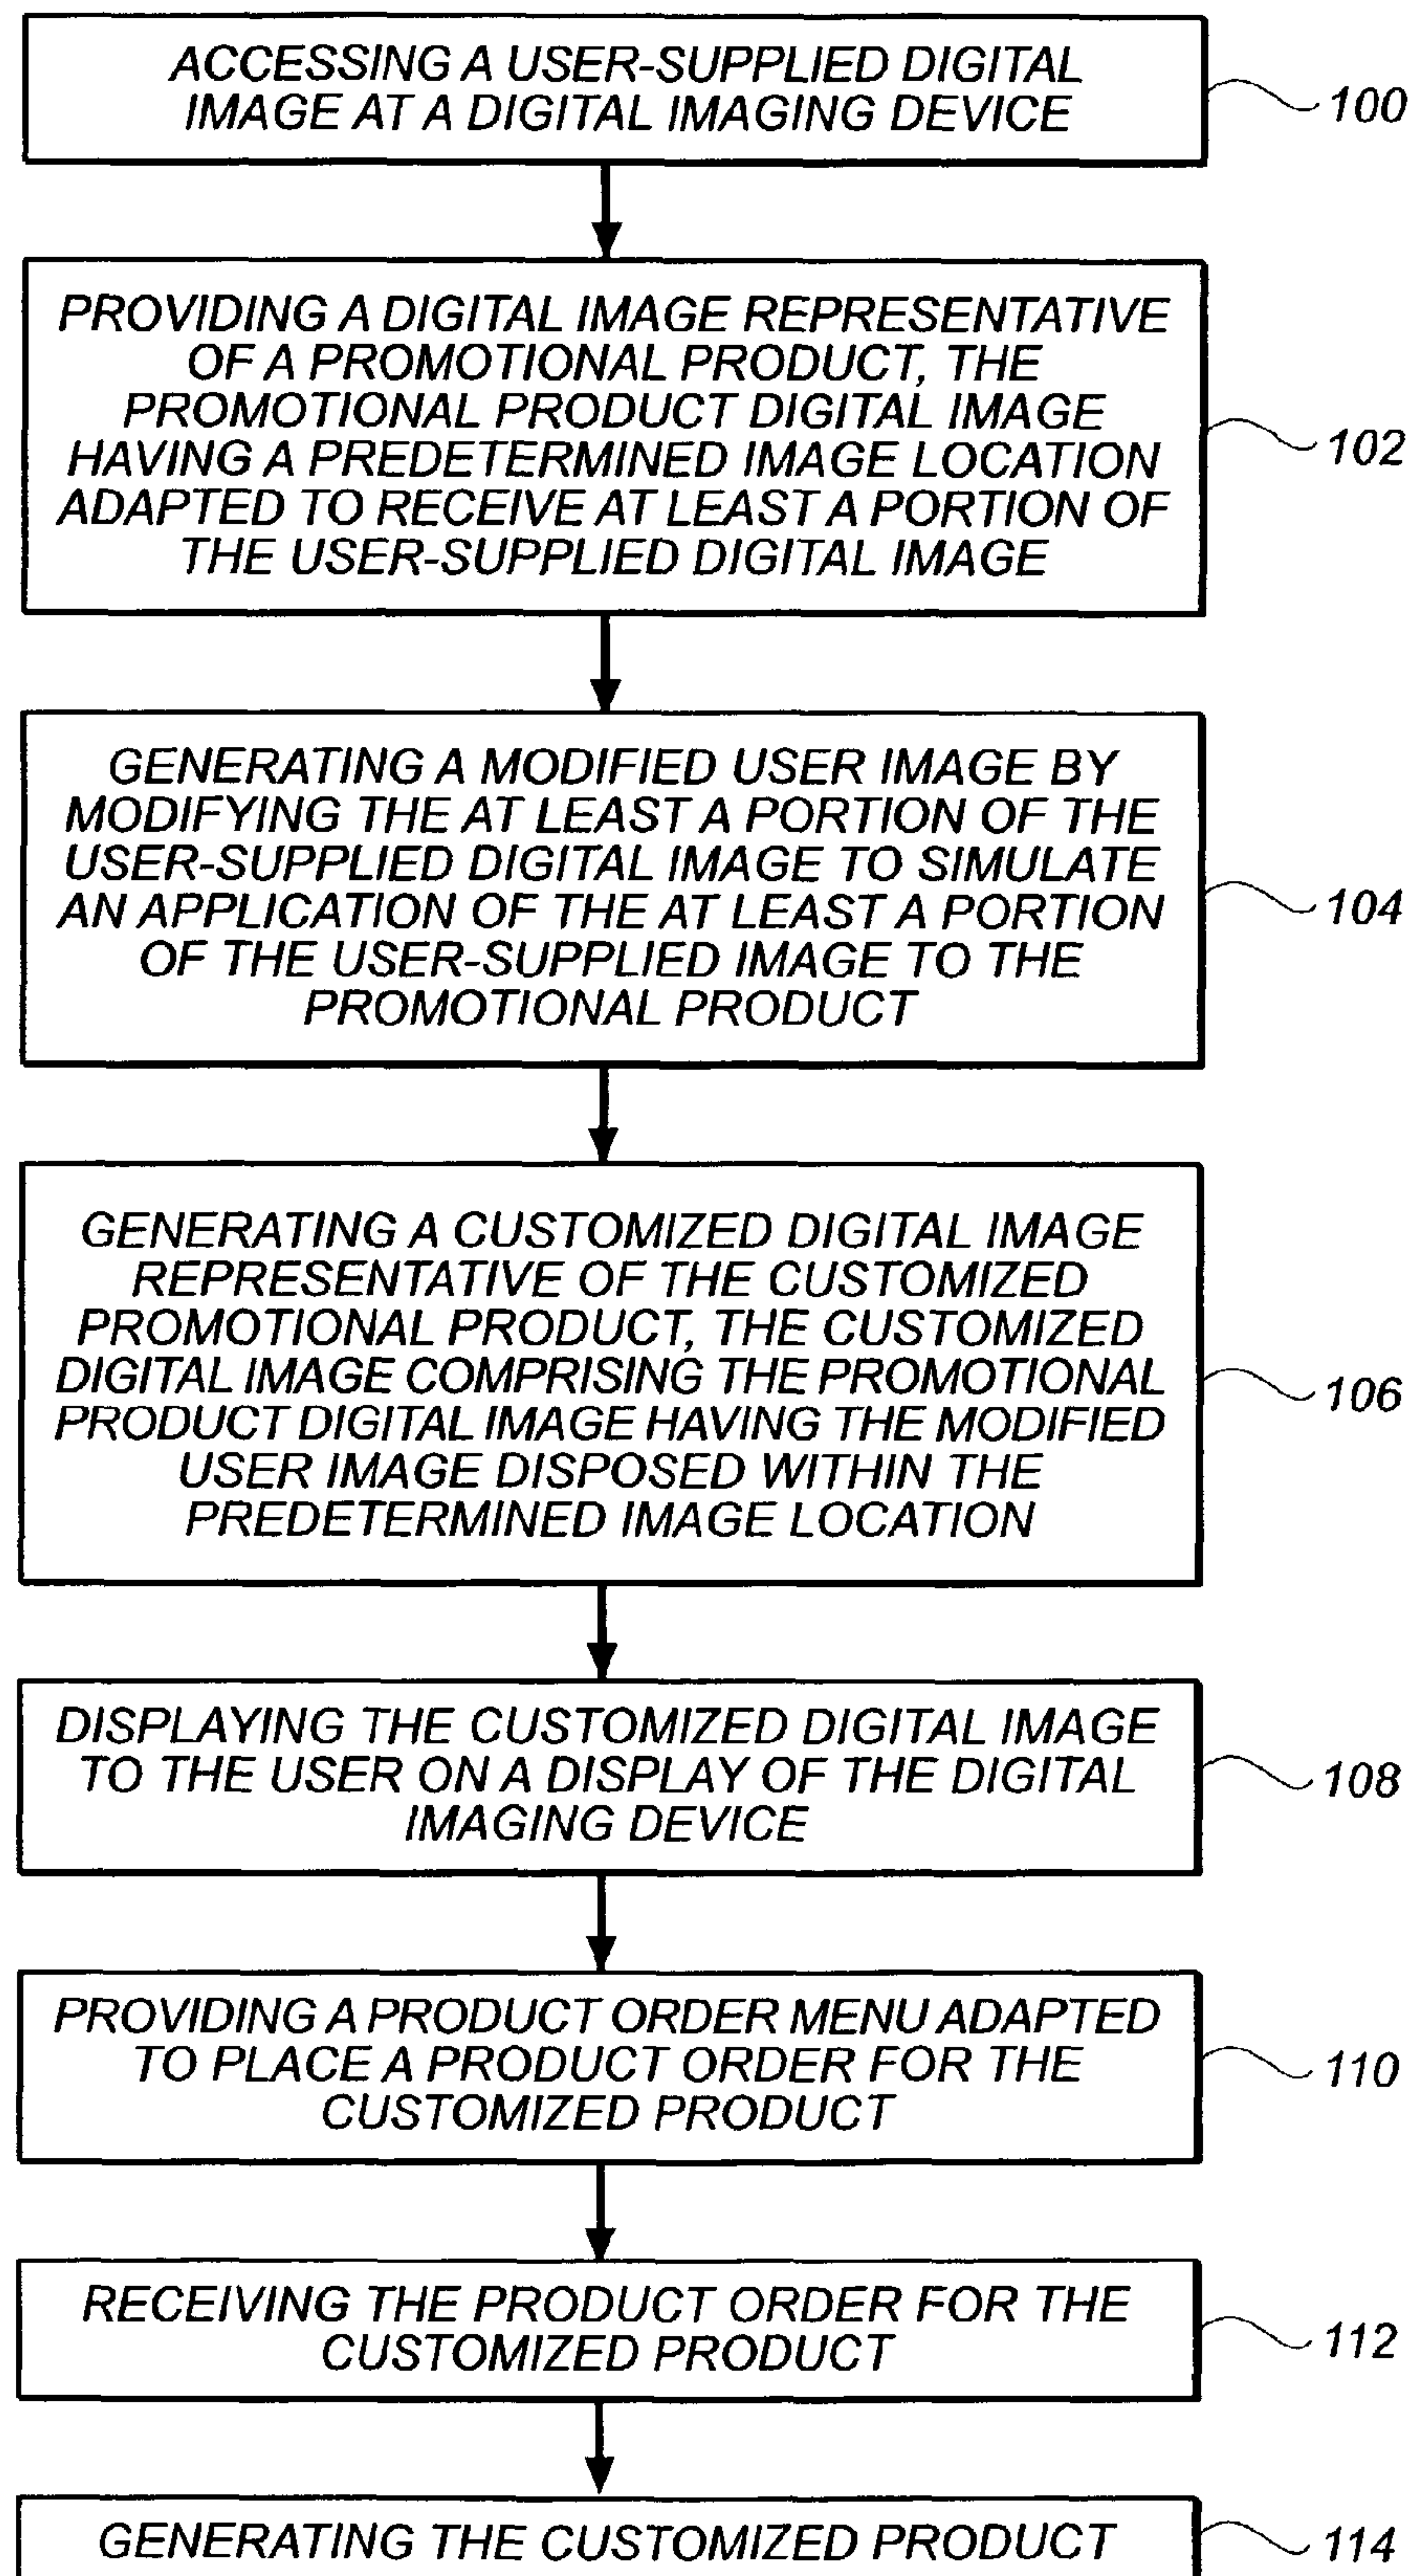 ACCESSING A USER-SUPPLIED DIGITAL
IMAGE AT A DIGITAL IMAGING DEVICE
100
PROVIDING A DIGITAL IMAGE REPRESENTATIVE
OF A PROMOTIONAL PRODUCT, THE
PROMOTIONAL PRODUCT DIGITAL IMAGE
HAVING A PREDETERMINED IMAGE LOCATION
ADAPTED TO RECEIVE AT LEAST A PORTION OF
THE USER-SUPPLIED DIGITAL IMAGE
102
GENERATING A MODIFIED USER IMAGE BY
MODIFYING THE AT LEAST A PORTION OF THE
USER-SUPPLIED DIGITAL IMAGE TO SIMULATE
AN APPLICATION OF THE AT LEAST A PORTION
OF THE USER-SUPPLIED IMAGE TO THE
PROMOTIONAL PRODUCT
104
GENERATING A CUSTOMIZED DIGITAL IMAGE
REPRESENTATIVE OF THE CUSTOMIZED
PROMOTIONAL PRODUCT, THE CUSTOMIZED
DIGITAL IMAGE COMPRISING THE PROMOTIONAL
PRODUCT DIGITAL IMAGE HAVING THE MODIFIED
USER IMAGE DISPOSED WITHIN THE
PREDETERMINED IMAGE LOCATION
106
DISPLAYING THE CUSTOMIZED DIGITAL IMAGE
TO THE USER ON A DISPLAY OF THE DIGITAL
IMAGING DEVICE
108
PROVIDING A PRODUCT ORDER MENU ADAPTED
TO PLACE A PRODUCT ORDER FOR THE
CUSTOMIZED PRODUCT
110
RECEIVING THE PRODUCT ORDER FOR THE
CUSTOMIZED PRODUCT
112
GENERATING THE CUSTOMIZED PRODUCT
114